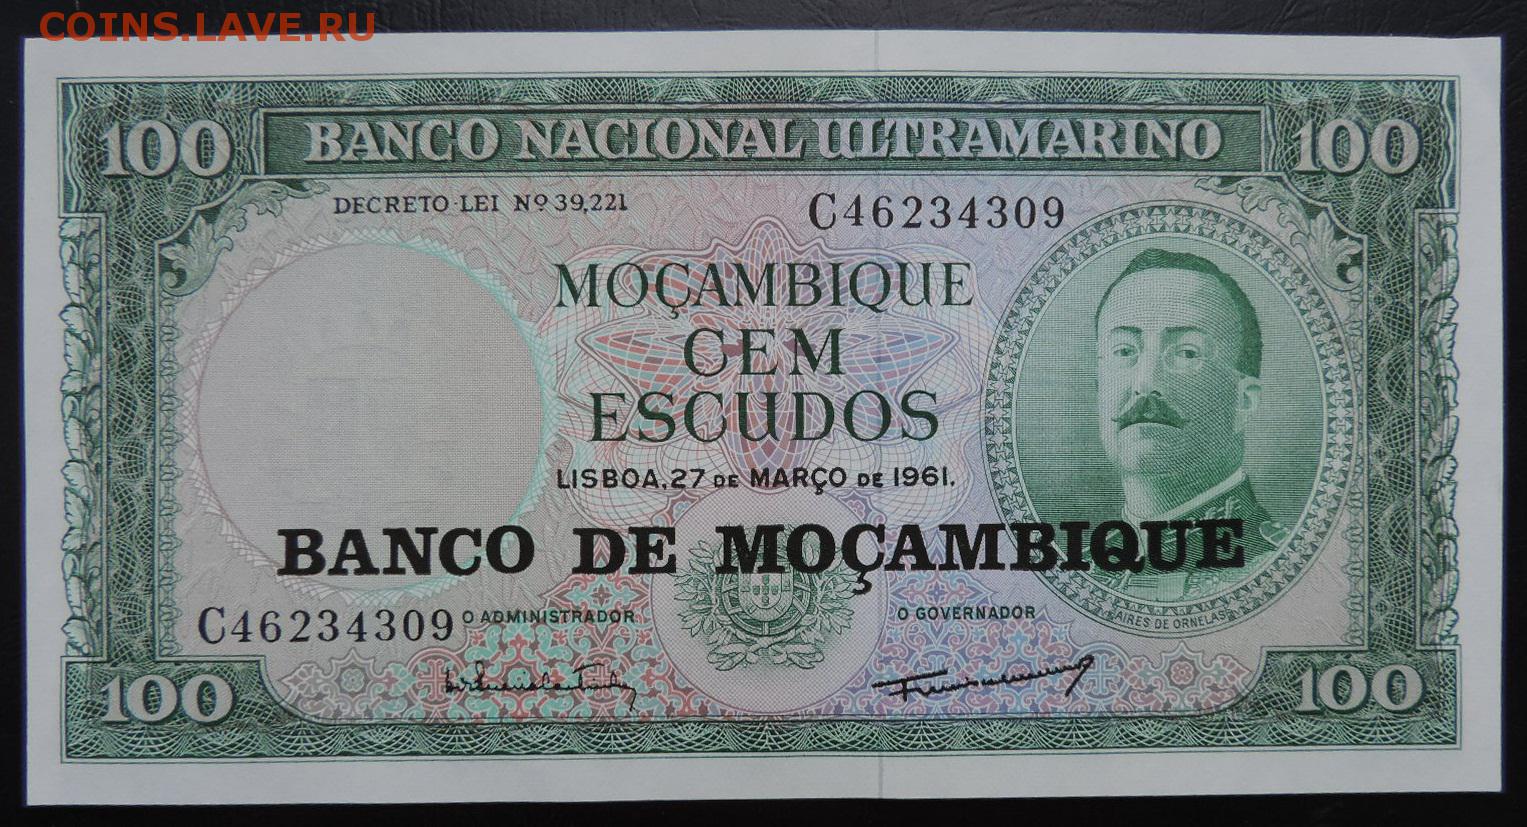 COINS.LAVE.RU
100 BANCO NACIONAL ULTRAMARINO 100
DECRETO-LEI Nº 39,221 C46234309
MOÇAMBIQUE
CEM
ESCUDOS
LISBOA, 27 DE MARÇO DE 1961.
BANCO DE MOÇAMBIQUE
C46234309 O ADMINISTRADOR O GOVERNADOR AIRES DE ORNELAS
100 100